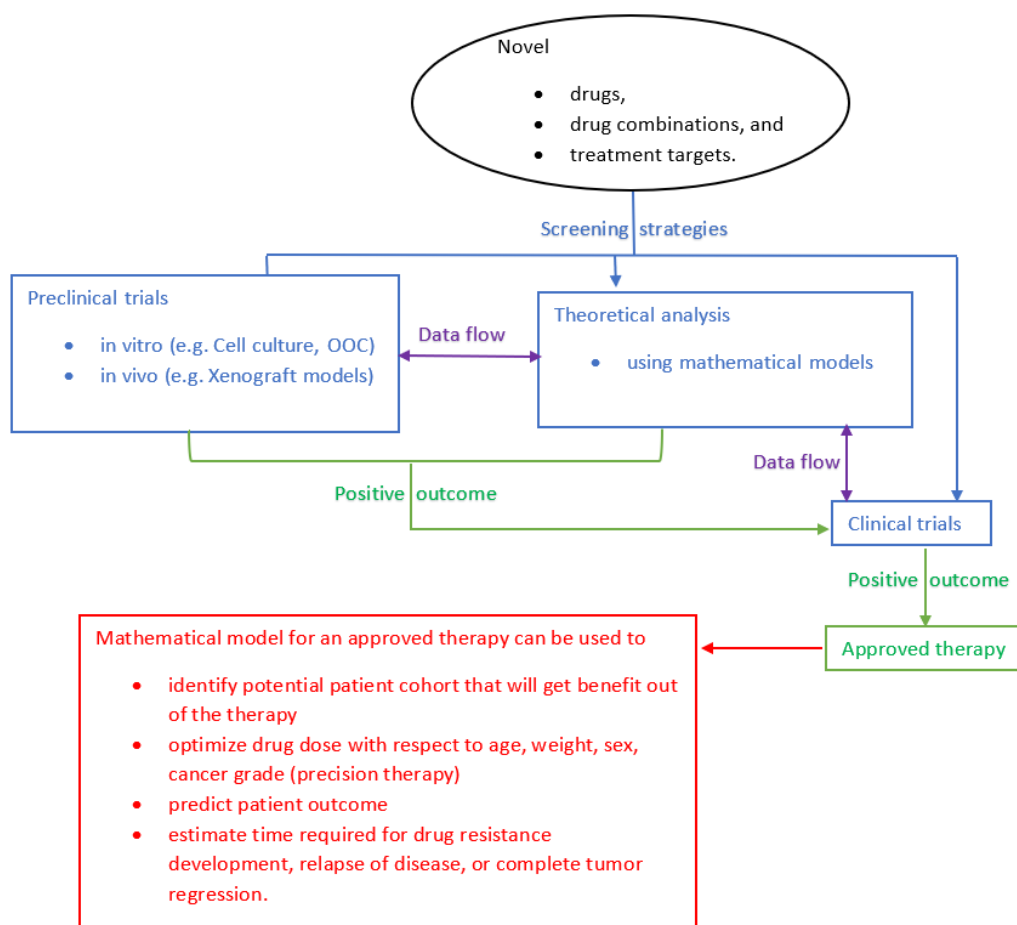 Novel
• drugs,
• drug combinations, and
• treatment targets.
Screening strategies
Preclinical trials
• in vitro (e.g. Cell culture, OOC)
• in vivo (e.g. Xenograft models)
Data flow
Theoretical analysis
• using mathematical models
Data flow
Positive outcome
Clinical trials
Positive outcome
Approved therapy
Mathematical model for an approved therapy can be used to
• identify potential patient cohort that will get benefit out
of the therapy
• optimize drug dose with respect to age, weight, sex,
cancer grade (precision therapy)
• predict patient outcome
• estimate time required for drug resistance
development, relapse of disease, or complete tumor
regression.